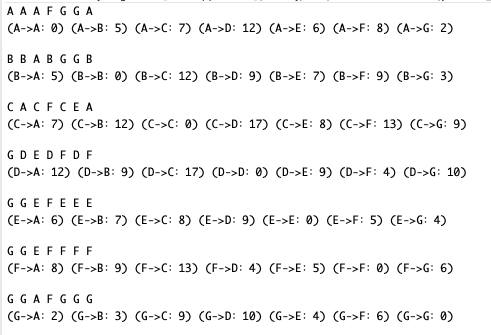 A A A F G G A
(A->A: 0) (A->B: 5) (A->C: 7) (A->D: 12) (A->E: 6) (A->F: 8) (A->G: 2)
B B A B G G B
(B->A: 5) (B->B: 0) (B->C: 12) (B->D: 9) (B->E: 7) (B->F: 9) (B->G: 3)
C A C F C E A
(C->A: 7) (C->B: 12) (C->C: 0) (C->D: 17) (C->E: 8) (C->F: 13) (C->G: 9)
G D E D F D F
(D->A: 12) (D->B: 9) (D->C: 17) (D->D: 0) (D->E: 9) (D->F: 4) (D->G: 10)
G G E F E E E
(E->A: 6) (E->B: 7) (E->C: 8) (E->D: 9) (E->E: 0) (E->F: 5) (E->G: 4)
G G E F F F F
(F->A: 8) (F->B: 9) (F->C: 13) (F->D: 4) (F->E: 5) (F->F: 0) (F->G: 6)
G G A F G G G
(G->A: 2) (G->B: 3) (G->C: 9) (G->D: 10) (G->E: 4) (G->F: 6) (G->G: 0)